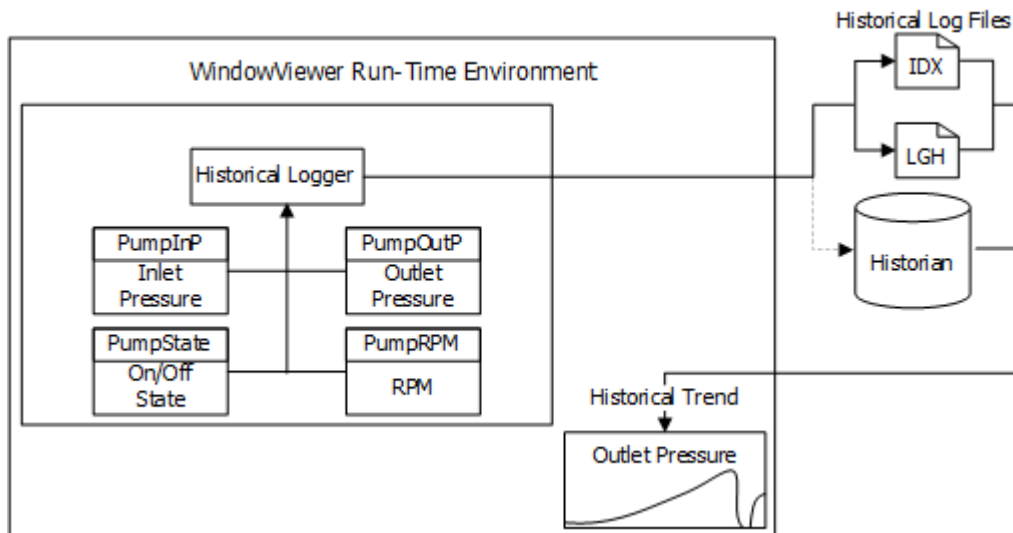 Historical Log Files
WindowViewer Run-Time Environment
IDX
LGH
Historical Logger
Historian
PumpInP
Inlet
Pressure
PumpOutP
Outlet
Pressure
PumpState
On/Off
State
PumpRPM
RPM
Historical Trend
Outlet Pressure